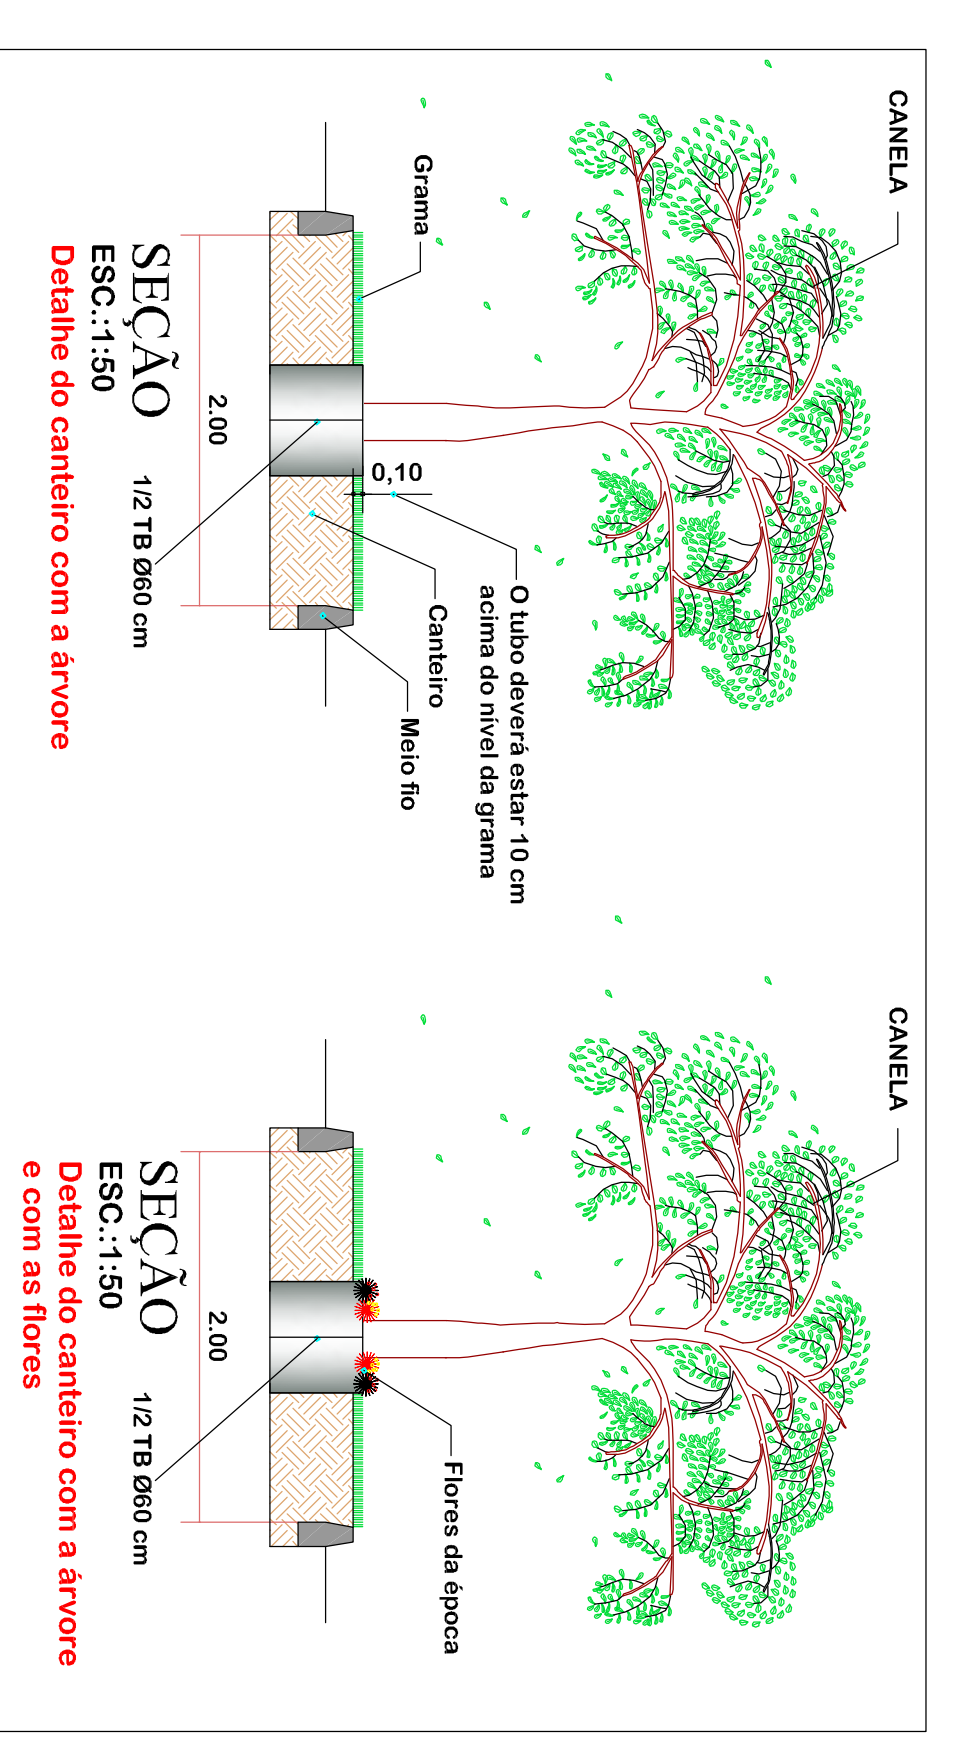 CANELA
Grama
0,10
O tubo deverá estar 10 cm
acima do nível da grama
Canteiro
Meio fio
2.00
SEÇÃO
1/2 TB Ø60 cm
ESC.:1:50
Detalhe do canteiro com a árvore
CANELA
Flores da época
2.00
SEÇÃO
1/2 TB Ø60 cm
ESC.:1:50
Detalhe do canteiro com a árvore
e com as flores